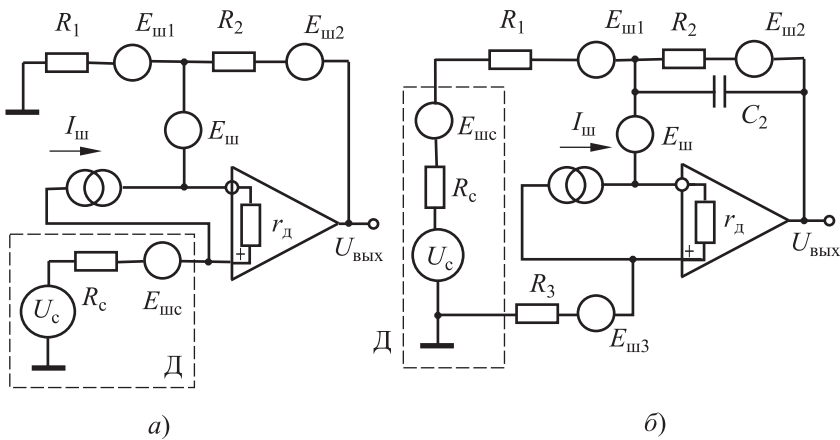 R1 Eш1 R2 Eш2
Eш
Iш
rд
+
Uвых
Uс
Rс
Eшс
Д
а)
R1 Eш1 R2 Eш2
C2
Eшс
Iш
Eш
Rс
rд
+
Uвых
Uс
R3
Eш3
Д
б)